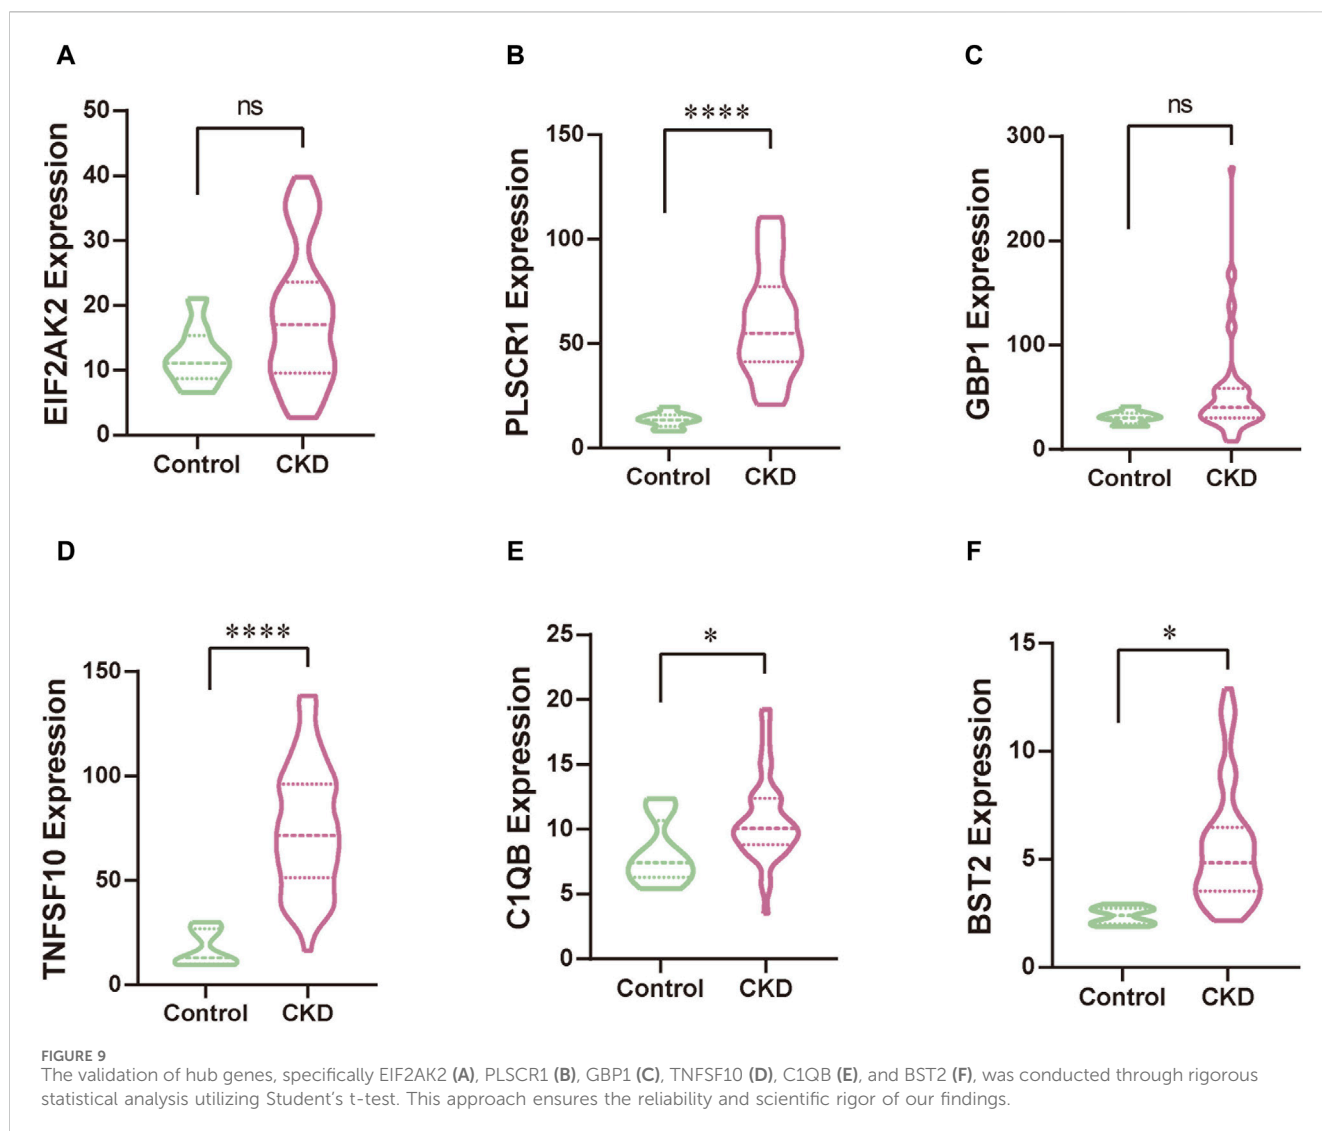 A
ns
EIF2AK2 Expression
50
40
30
20
10
0
Control
CKD
B
****
PLSCR1 Expression
150
100
50
0
Control
CKD
C
ns
GBP1 Expression
300
200
100
0
Control
CKD
D
****
TNFSF10 Expression
150
100
50
0
Control
CKD
E
*
C1QB Expression
25
20
15
10
5
0
Control
CKD
F
*
BST2 Expression
15
10
5
0
Control
CKD
FIGURE 9
The validation of hub genes, specifically EIF2AK2 (A), PLSCR1 (B), GBP1 (C), TNFSF10 (D), C1QB (E), and BST2 (F), was conducted through rigorous
statistical analysis utilizing Student's t-test. This approach ensures the reliability and scientific rigor of our findings.